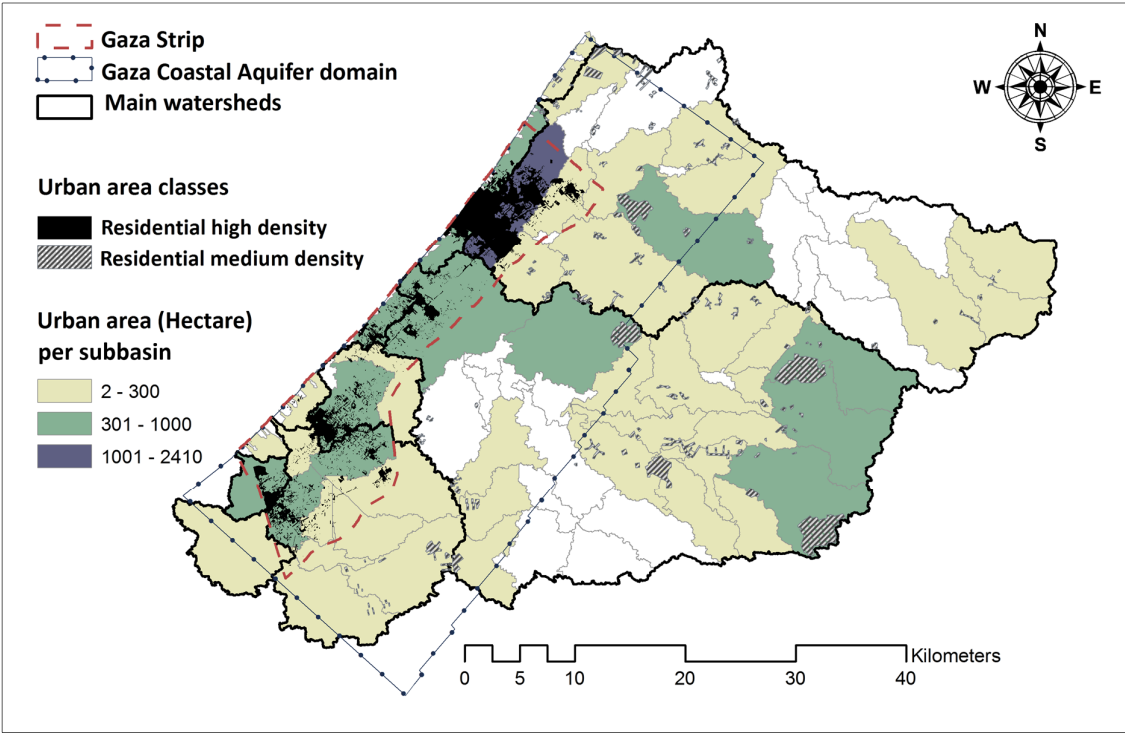 Gaza Strip
Gaza Coastal Aquifer domain
Main watersheds
Urban area classes
Residential high density
Residential medium density
Urban area (Hectare)
per subbasin
2 - 300
301 - 1000
1001 - 2410
N
W E
S
Kilometers
0 5 10 20 30 40